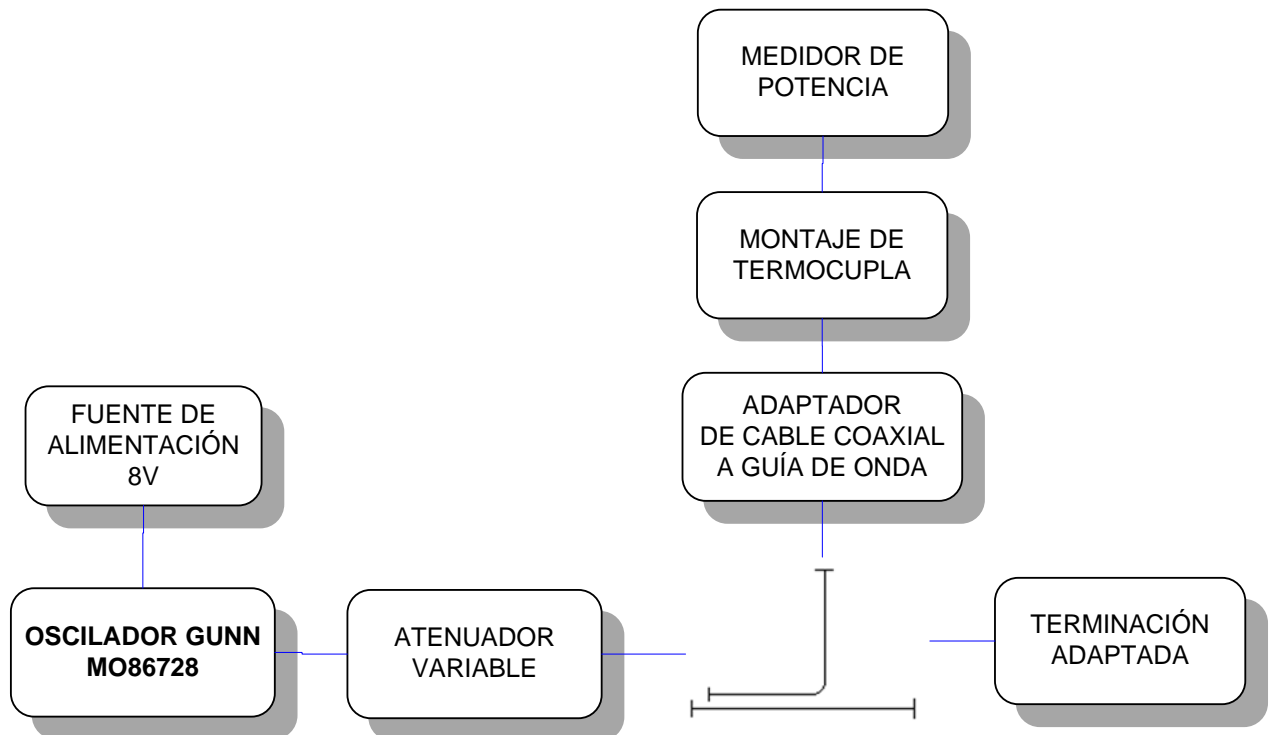 MEDIDOR DE
POTENCIA
MONTAJE DE
TERMOCUPLA
ADAPTADOR
DE CABLE COAXIAL
A GUÍA DE ONDA
FUENTE DE
ALIMENTACIÓN
8V
OSCILADOR GUNN
MO86728
ATENUADOR
VARIABLE
TERMINACIÓN
ADAPTADA